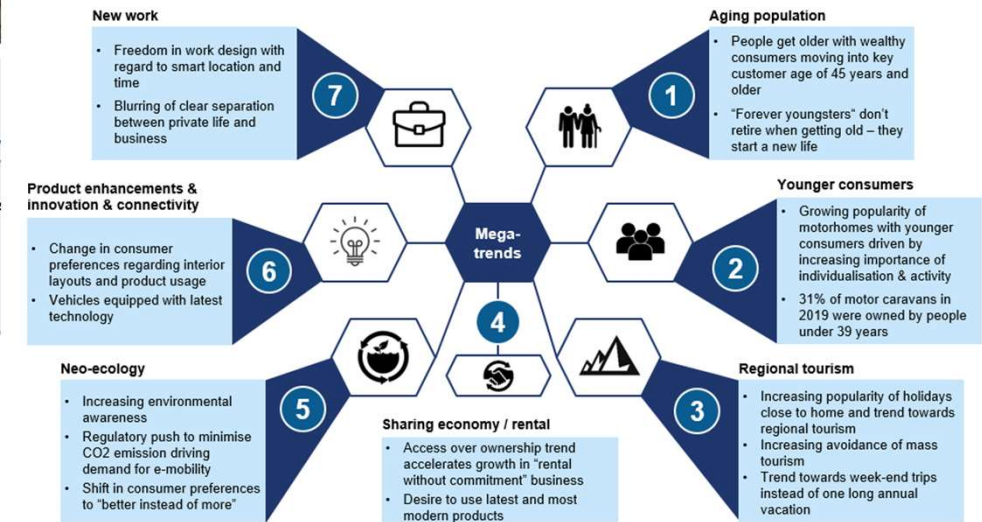 New work
• Freedom in work design with
regard to smart location and
time
• Blurring of clear separation
between private life and
business
7
Aging population
1
• People get older with wealthy
consumers moving into key
customer age of 45 years and
older
• “Forever youngsters“ don’t
retire when getting old – they
start a new life
Product enhancements &
innovation & connectivity
• Change in consumer
preferences regarding interior
layouts and product usage
• Vehicles equipped with latest
technology
6
Mega-
trends
Younger consumers
2
• Growing popularity of
motorhomes with younger
consumers driven by
increasing importance of
individualisation & activity
• 31% of motor caravans in
2019 were owned by people
under 39 years
Neo-ecology
• Increasing environmental
awareness
• Regulatory push to minimise
CO2 emission driving
demand for e-mobility
• Shift in consumer preferences
to “better instead of more”
5
4
Sharing economy / rental
• Access over ownership trend
accelerates growth in “rental
without commitment” business
• Desire to use latest and most
modern products
Regional tourism
3
• Increasing popularity of holidays
close to home and trend towards
regional tourism
• Increasing avoidance of mass
tourism
• Trend towards week-end trips
instead of one long annual
vacation